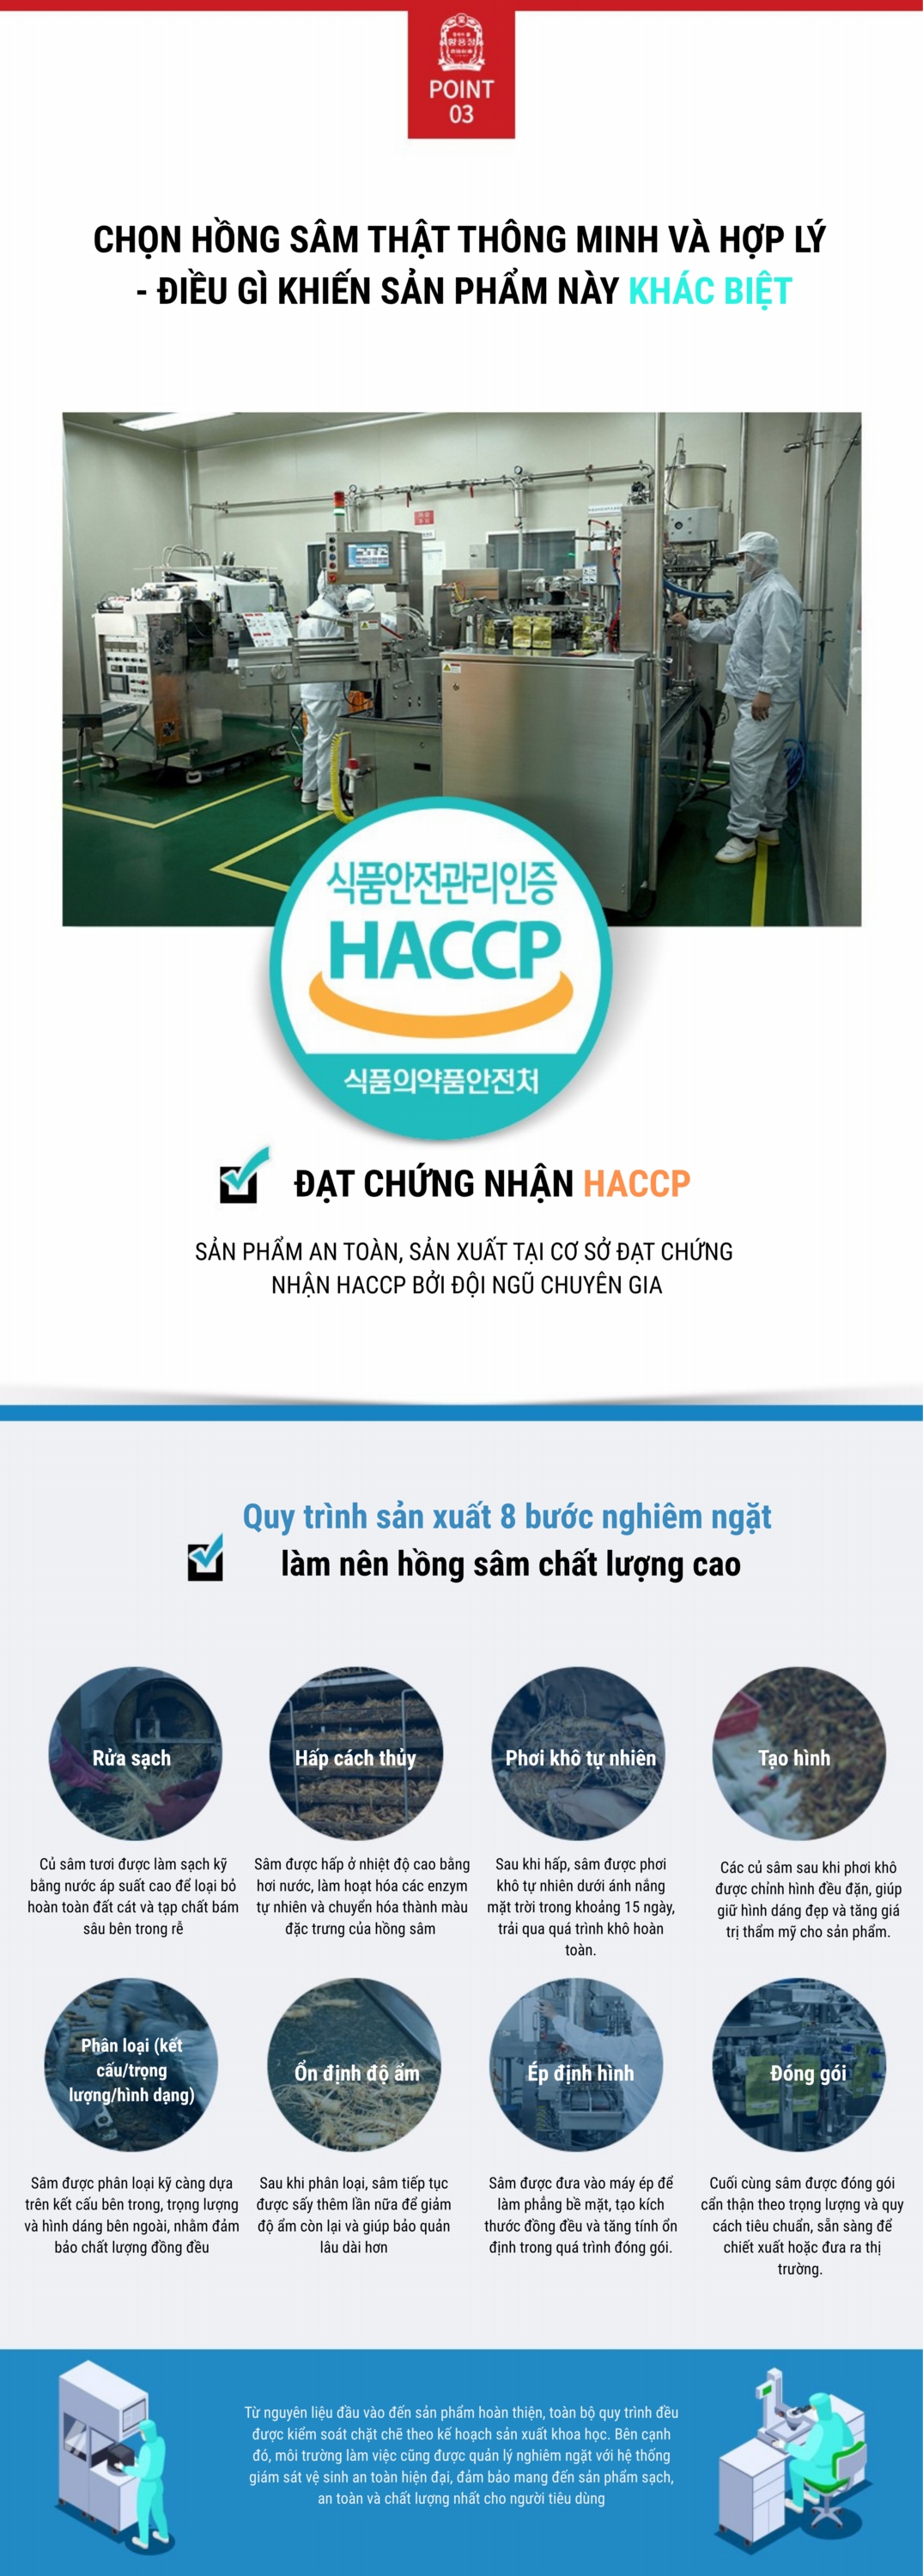 황풍정
POINT
03
CHỌN HỒNG SÂM THẬT THÔNG MINH VÀ HỢP LÝ
- ĐIỀU GÌ KHIẾN SẢN PHẨM NÀY KHÁC BIỆT
식품안전관리인증
HACCP
식품의약품안전처
ĐẠT CHỨNG NHẬN HACCP
SẢN PHẨM AN TOÀN, SẢN XUẤT TẠI CƠ SỞ ĐẠT CHỨNG
NHẬN HACCP BỞI ĐỘI NGŨ CHUYÊN GIA
Quy trình sản xuất 8 bước nghiêm ngặt
làm nên hồng sâm chất lượng cao
Rửa sạch
Củ sâm tươi được làm sạch kỹ
bằng nước áp suất cao để loại bỏ
hoàn toàn đất cát và tạp chất bám
sâu bên trong rễ
Hấp cách thủy
Sâm được hấp ở nhiệt độ cao bằng
hơi nước, làm hoạt hóa các enzym
tự nhiên và chuyển hóa thành màu
đặc trưng của hồng sâm
Phơi khô tự nhiên
Sau khi hấp, sâm được phơi
khô tự nhiên dưới ánh nắng
mặt trời trong khoảng 15 ngày,
trải qua quá trình khô hoàn
toàn.
Tạo hình
Các củ sâm sau khi phơi khô
được chỉnh hình đều đặn, giúp
giữ hình dáng đẹp và tăng giá
trị thẩm mỹ cho sản phẩm.
Phân loại (kết
cấu/trọng
lượng/hình dạng)
Sâm được phân loại kỹ càng dựa
trên kết cấu bên trong, trọng lượng
và hình dáng bên ngoài, nhằm đảm
bảo chất lượng đồng đều
Ổn định độ ẩm
Sau khi phân loại, sâm tiếp tục
được sấy thêm lần nữa để giảm
độ ẩm còn lại và giúp bảo quản
lâu dài hơn
Ép định hình
Sâm được đưa vào máy ép để
làm phẳng bề mặt, tạo kích
thước đồng đều và tăng tính ổn
định trong quá trình đóng gói.
Đóng gói
Cuối cùng sâm được đóng gói
cẩn thận theo trọng lượng và quy
cách tiêu chuẩn, sẵn sàng để
chiết xuất hoặc đưa ra thị
trường.
Từ nguyên liệu đầu vào đến sản phẩm hoàn thiện, toàn bộ quy trình đều
được kiểm soát chặt chẽ theo kế hoạch sản xuất khoa học. Bên cạnh
đó, môi trường làm việc cũng được quản lý nghiêm ngặt với hệ thống
giám sát vệ sinh an toàn hiện đại, đảm bảo mang đến sản phẩm sạch,
an toàn và chất lượng nhất cho người tiêu dùng